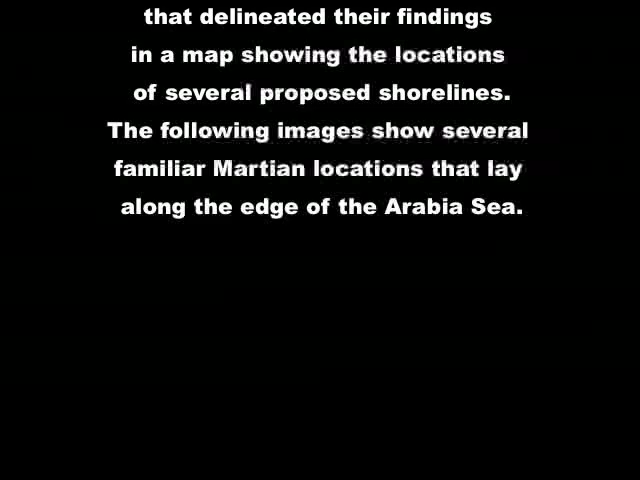 that delineated their findings
in a map showing the locations
of several proposed shorelines.
The following images show several
familiar Martian locations that lay
along the edge of the Arabia Sea.